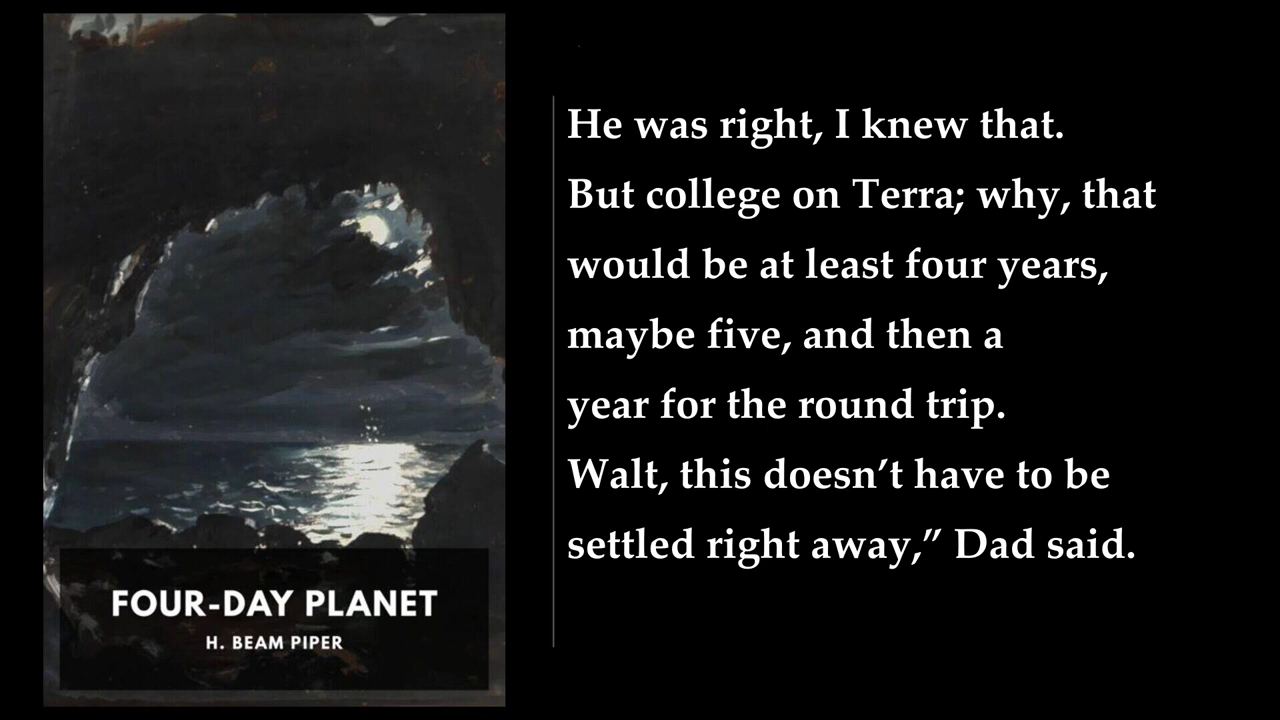 FOUR-DAY PLANET
H. BEAM PIPER
He was right, I knew that.
But college on Terra; why, that
would be at least four years,
maybe five, and then a
year for the round trip.
Walt, this doesn’t have to be
settled right away,” Dad said.